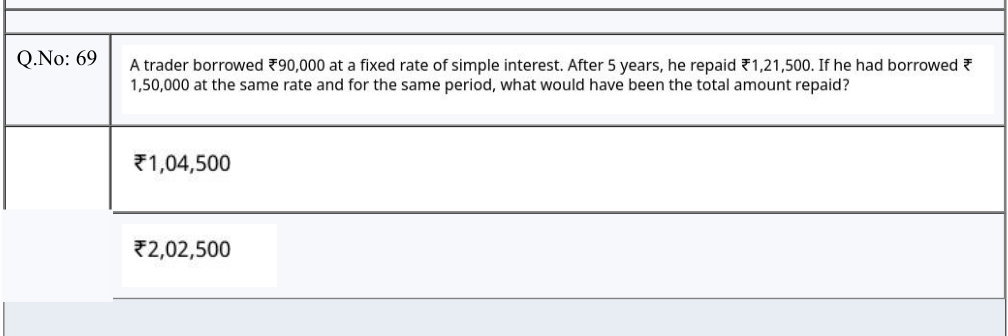 Q.No: 69
A trader borrowed ₹90,000 at a fixed rate of simple interest. After 5 years, he repaid ₹1,21,500. If he had borrowed ₹
1,50,000 at the same rate and for the same period, what would have been the total amount repaid?
₹1,04,500
₹2,02,500